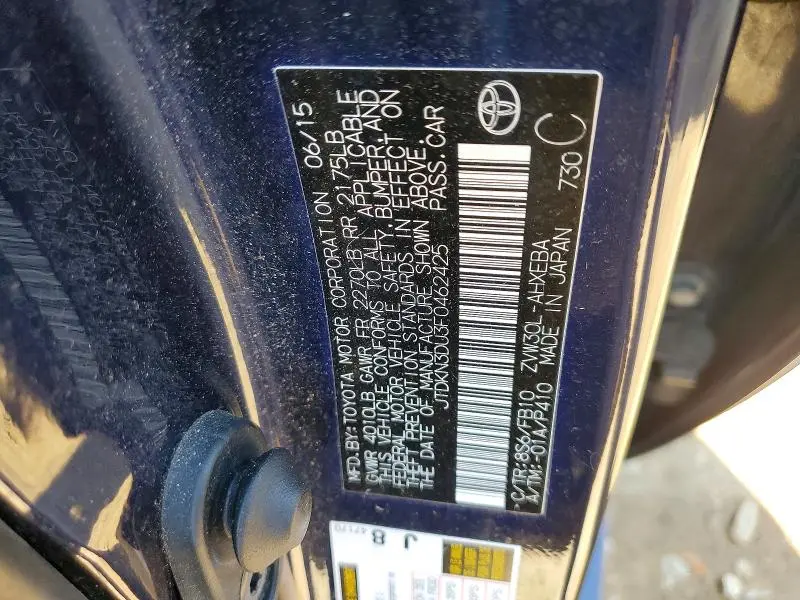 MFD.BY:TOYOTA MOTOR CORPORATION 06/15
GVWR 4010LB GAWR FR 2270LB RR 2175LB
THIS VEHICLE CONFORMS TO ALL APPLICABLE
FEDERAL MOTOR VEHICLE SAFETY, BUMPER, AND
THEFT PREVENTION STANDARDS IN EFFECT ON
THE DATE OF MANUFACTURE SHOWN ABOVE.
JTDKN3DU3F0462425 PASS. CAR
C/TR:8S6/FB10 ZVW30L-AHXEBA
A/TM:-01A/P410 MADE IN JAPAN 730 C
J
8